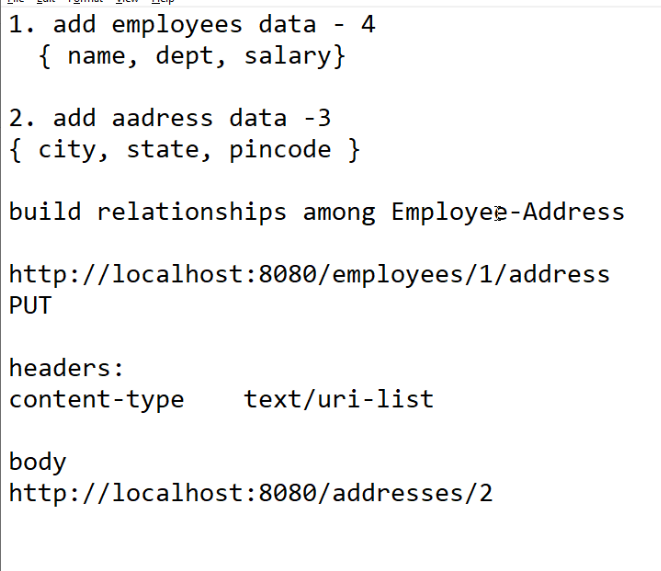 File Edit Format View Help
1. add employees data - 4
{ name, dept, salary}
2. add aadress data -3
{ city, state, pincode }
build relationships among Employee-Address
http://localhost:8080/employees/1/address
PUT
headers:
content-type    text/uri-list
body
http://localhost:8080/addresses/2